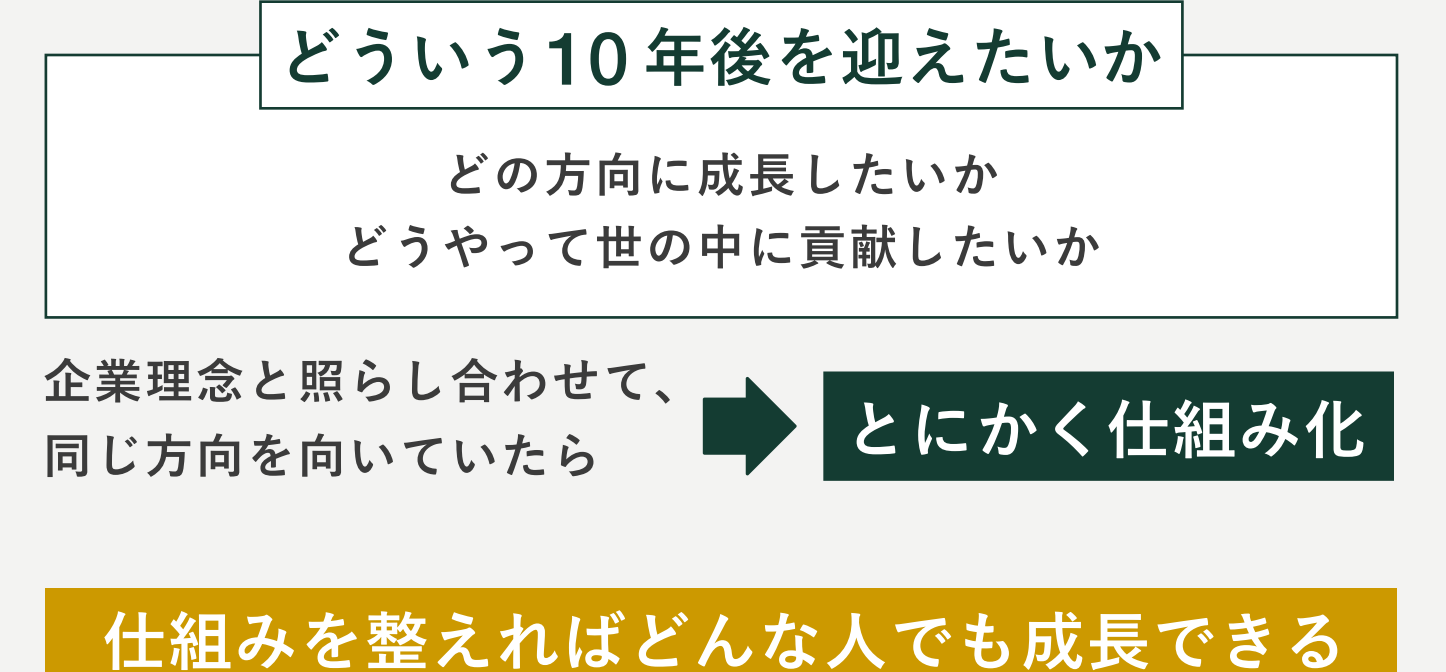 どういう10年後を迎えたいか
どの方向に成長したいか
どうやって世の中に貢献したいか
企業理念と照らし合わせて、
同じ方向を向いていたら
とにかく仕組み化
仕組みを整えればどんな人でも成長できる